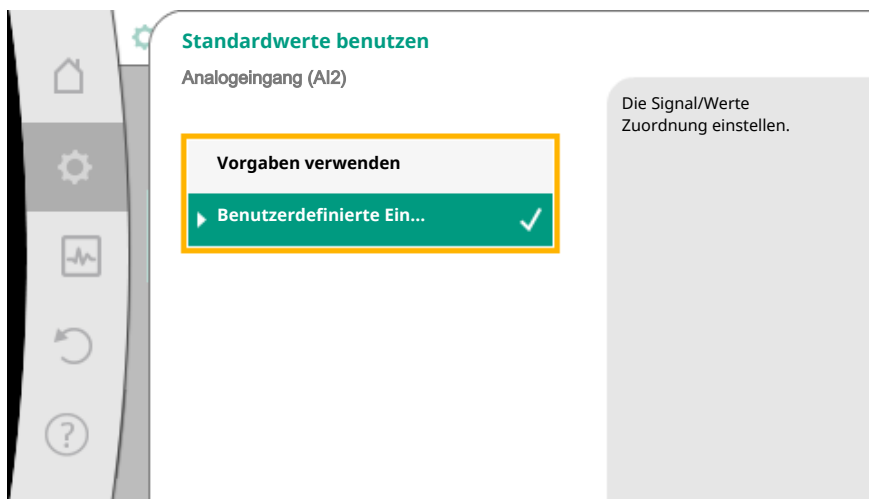 Standardwerte benutzen
Analogeingang (AI2)
Vorgaben verwenden
Benutzerdefinierte Ein...
Die Signal/Werte
Zuordnung einstellen.
?